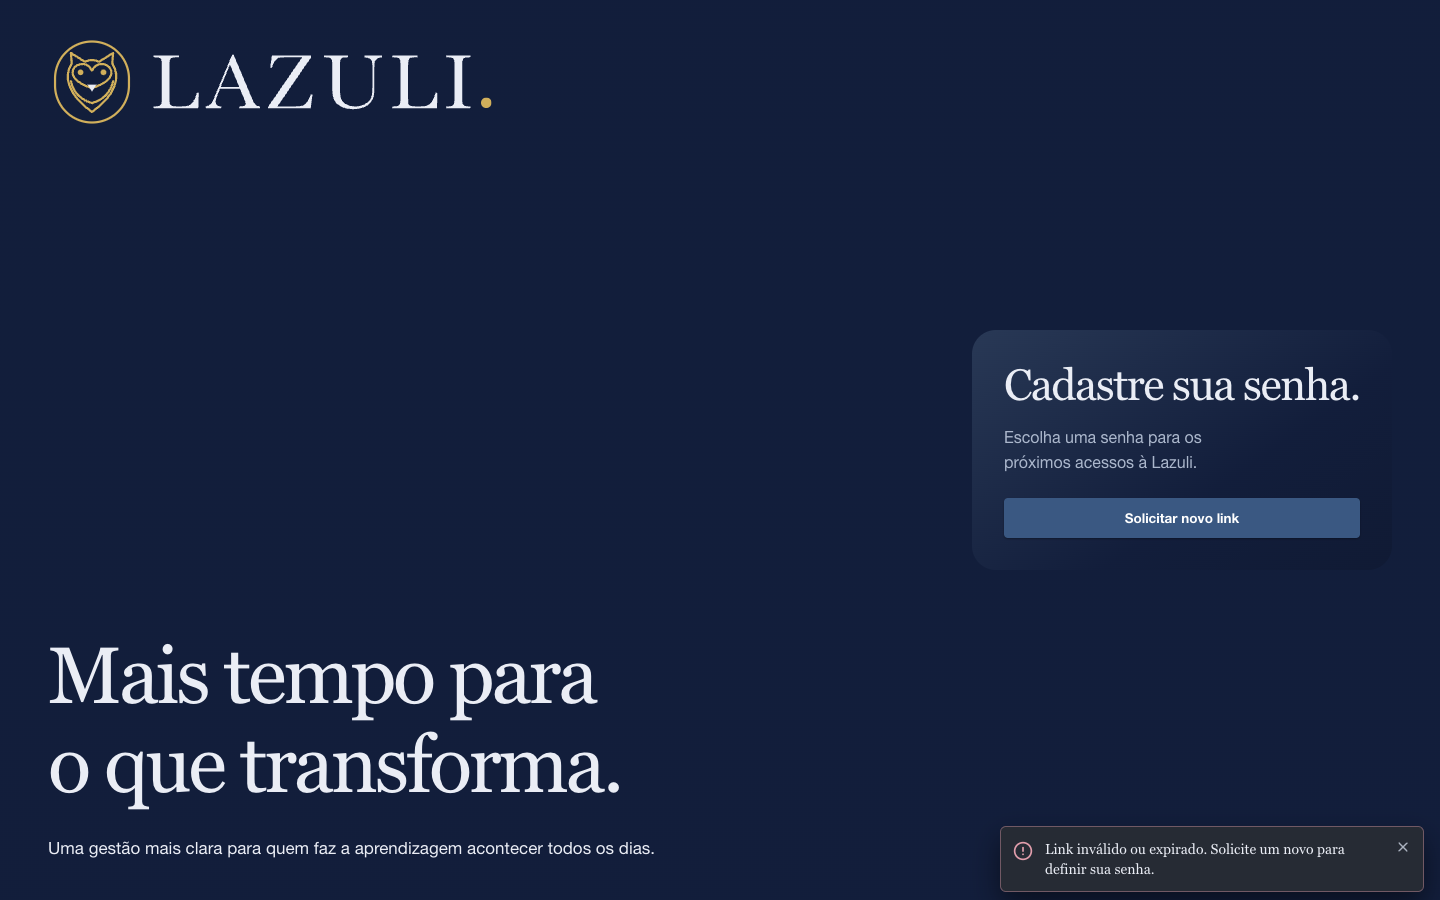 LAZULI.
Cadastre sua senha.
Escolha uma senha para os
próximos acessos à Lazuli.
Solicitar novo link
Mais tempo para
o que transforma.
Uma gestão mais clara para quem faz a aprendizagem acontecer todos os dias.
Link inválido ou expirado. Solicite um novo para
definir sua senha.